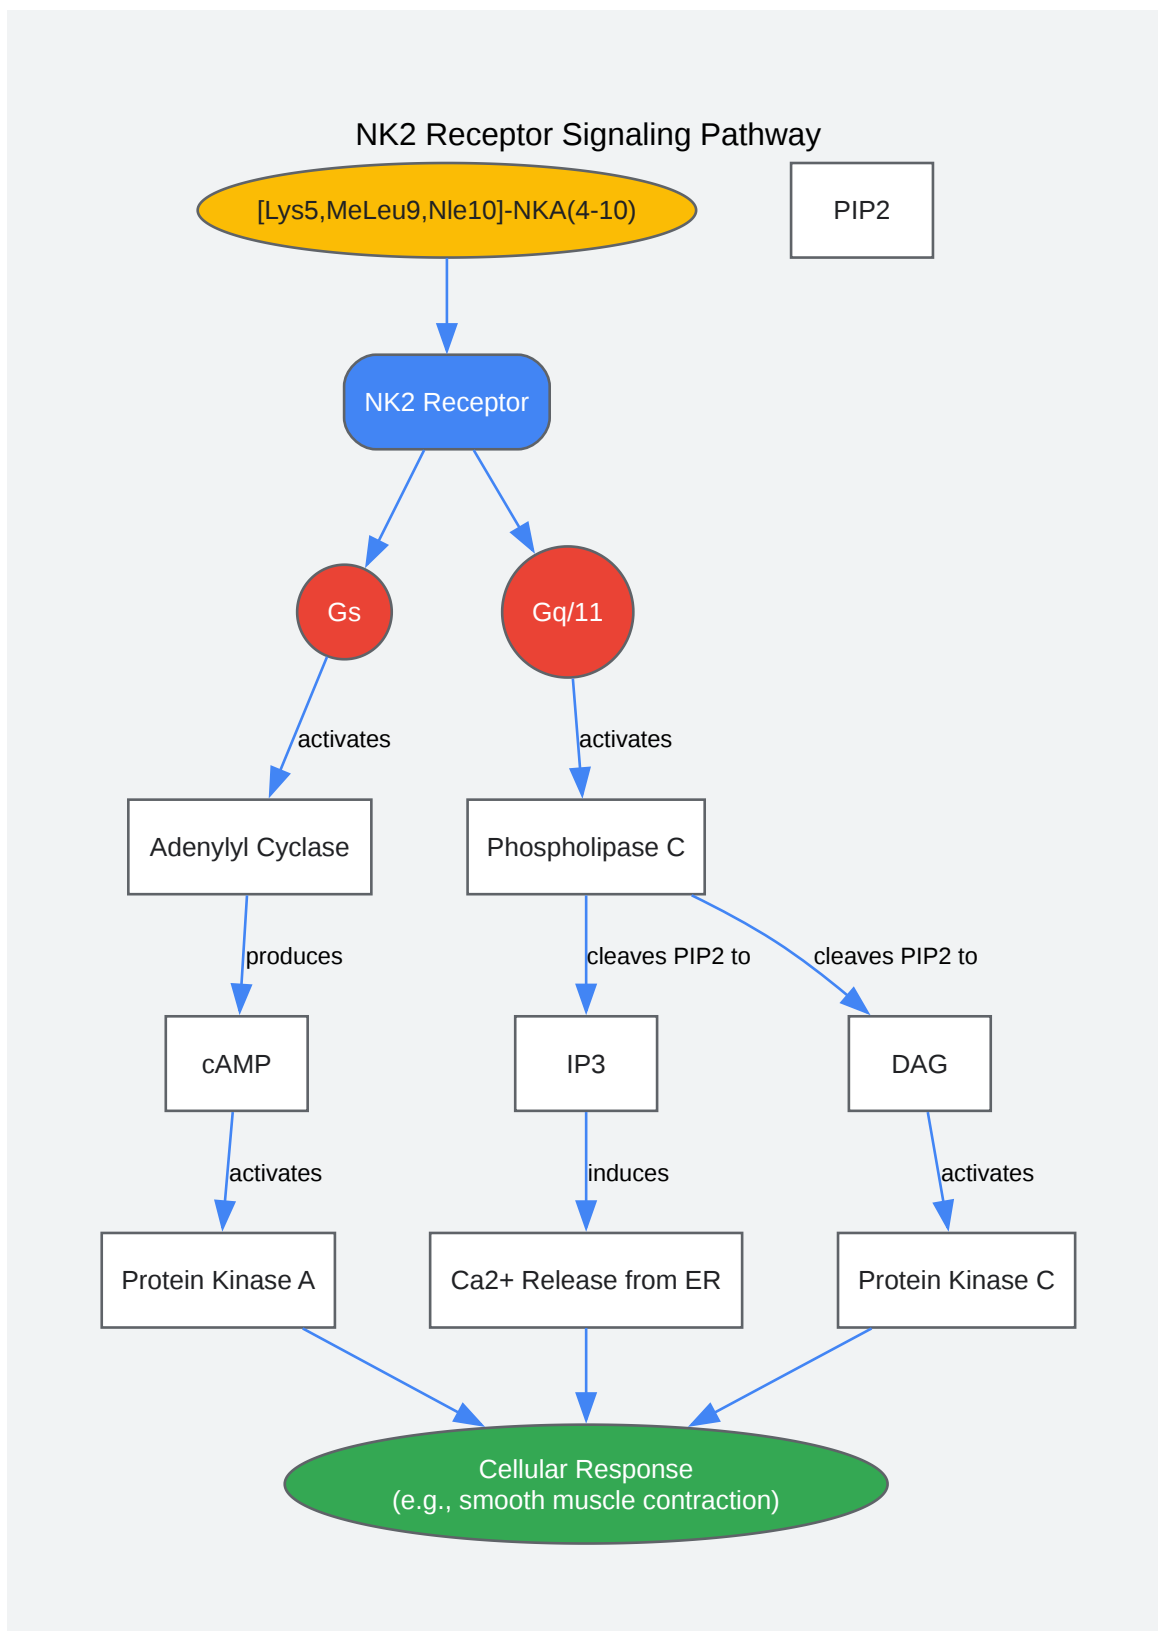 NK2 Receptor Signaling Pathway
[Lys5,MeLeu9,Nle10]-NKA(4-10)
PIP2
NK2 Receptor
Gs
Gq/11
activates
activates
Adenylyl Cyclase
Phospholipase C
produces
cleaves PIP2 to
cleaves PIP2 to
cAMP
IP3
DAG
activates
induces
activates
Protein Kinase A
Ca2+ Release from ER
Protein Kinase C
Cellular Response
(e.g., smooth muscle contraction)